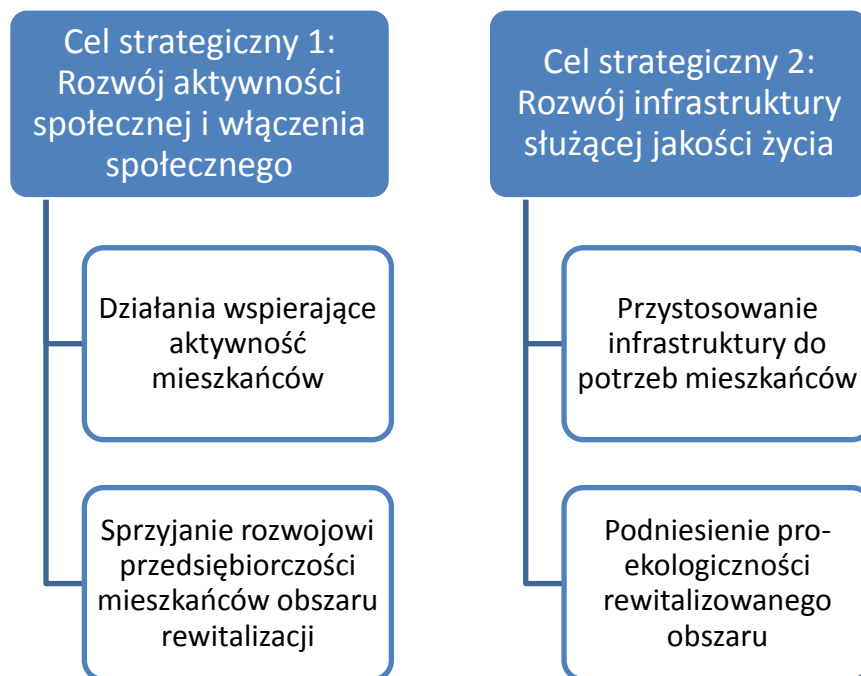 Cel strategiczny 1:
Rozwój aktywności
społecznej i włączenia
społecznego
Działania wspierające
aktywność
mieszkańców
Sprzyjanie rozwojowi
przedsiębiorczości
mieszkańców obszaru
rewitalizacji
Cel strategiczny 2:
Rozwój infrastruktury
służącej jakości życia
Przystosowanie
infrastruktury do
potrzeb mieszkańców
Podniesienie pro-
ekologiczności
rewitalizowanego
obszaru